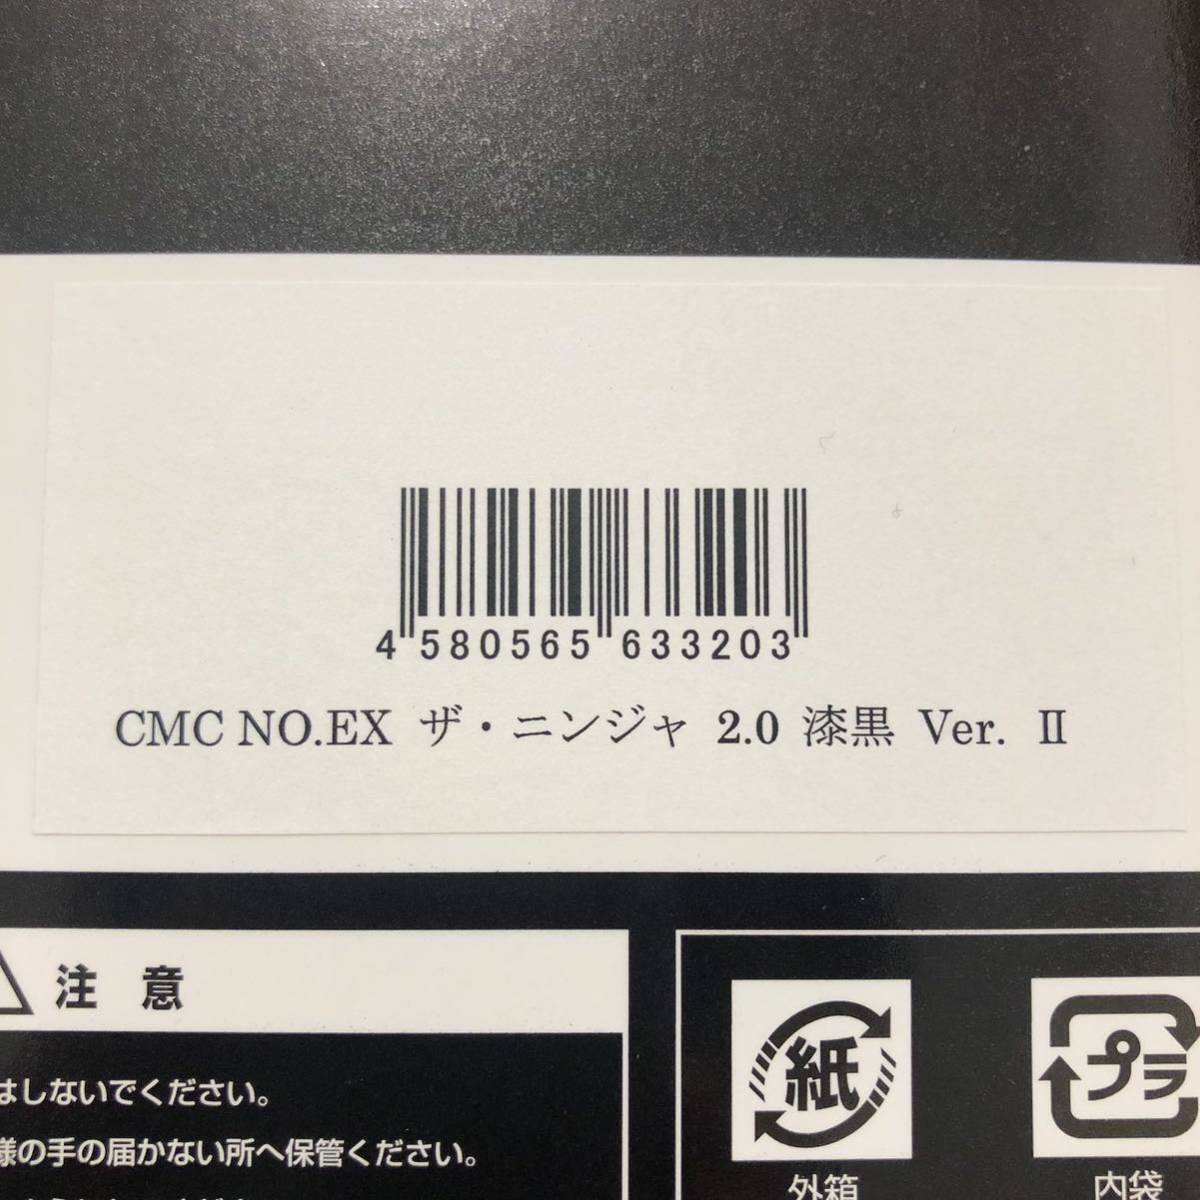 4 580565 633203
CMC NO.EX ザ・ニンジャ 2.0 漆黒 Ver. Ⅱ
注 意
はしないでください。
様の手の届かない所へ保管ください。
紙
外箱
プラ
内袋